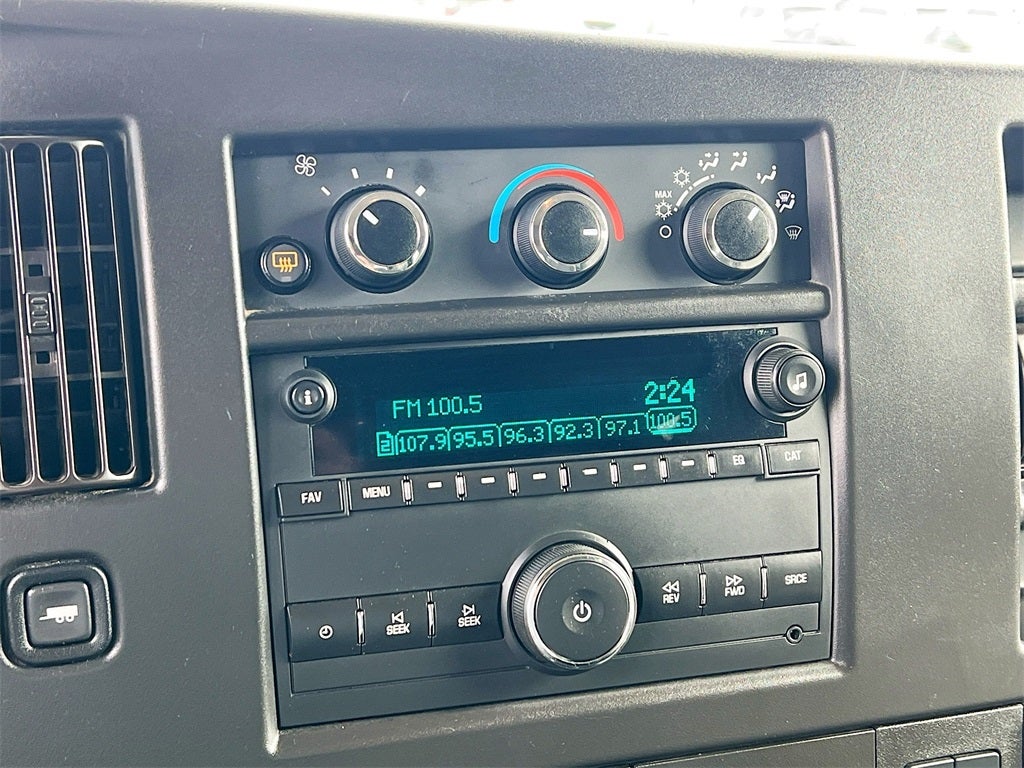 MAX
i
FM 100.5 2:24
2 107.9 95.5 96.3 92.3 97.1 100.5
FAV MENU EQ CAT
SEEK SEEK REV FWD SRCE